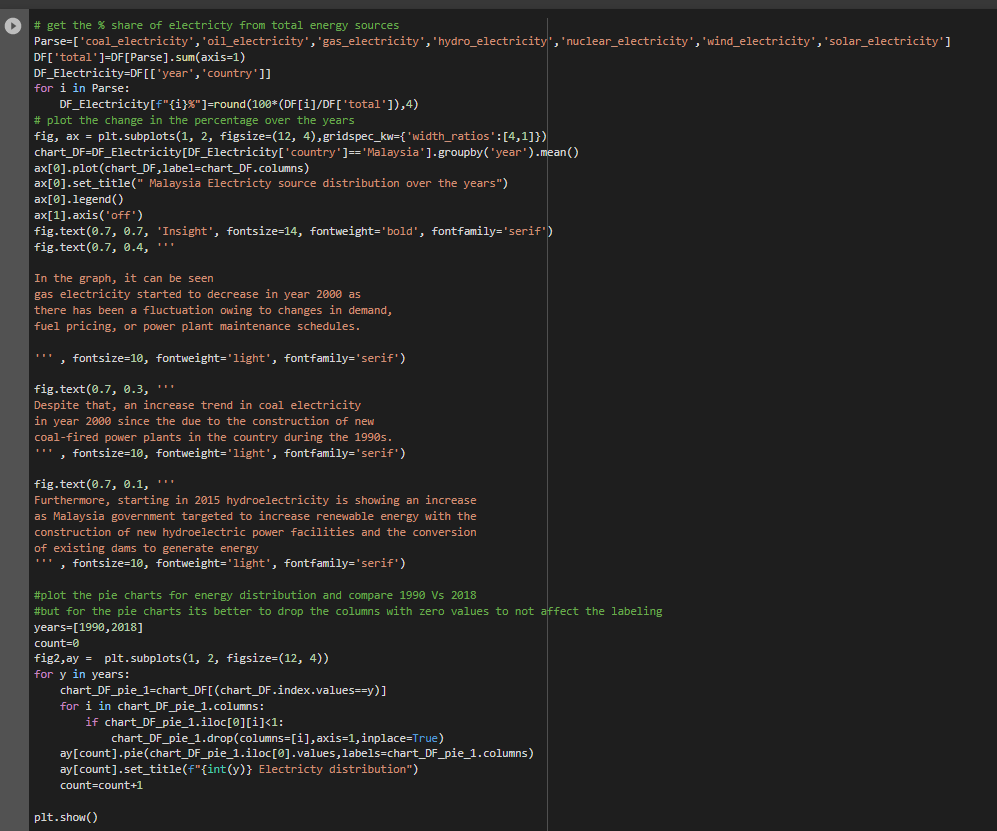 # get the % share of electricty from total energy sources
Parse=['coal_electricity','oil_electricity','gas_electricity','hydro_electricity','nuclear_electricity','wind_electricity','solar_electricity']
DF['total']=DF[Parse].sum(axis=1)
DF_Electricity=DF[['year','country']]
for i in Parse:
    DF_Electricity[f"{i}%"]=round(100*(DF[i]/DF['total']),4)
# plot the change in the percentage over the years
fig, ax = plt.subplots(1, 2, figsize=(12, 4),gridspec_kw={'width_ratios':[4,1]})
chart_DF=DF_Electricity[DF_Electricity['country']=='Malaysia'].groupby('year').mean()
ax[0].plot(chart_DF,label=chart_DF.columns)
ax[0].set_title(" Malaysia Electricty source distribution over the years")
ax[0].legend()
ax[1].axis('off')
fig.text(0.7, 0.7, 'Insight', fontsize=14, fontweight='bold', fontfamily='serif')
fig.text(0.7, 0.4, '''
In the graph, it can be seen
gas electricity started to decrease in year 2000 as
there has been a fluctuation owing to changes in demand,
fuel pricing, or power plant maintenance schedules.
''' , fontsize=10, fontweight='light', fontfamily='serif')
fig.text(0.7, 0.3, '''
Despite that, an increase trend in coal electricity
in year 2000 since the due to the construction of new
coal-fired power plants in the country during the 1990s.
''' , fontsize=10, fontweight='light', fontfamily='serif')
fig.text(0.7, 0.1, '''
Furthermore, starting in 2015 hydroelectricity is showing an increase
as Malaysia government targeted to increase renewable energy with the
construction of new hydroelectric power facilities and the conversion
of existing dams to generate energy
''' , fontsize=10, fontweight='light', fontfamily='serif')
#plot the pie charts for energy distribution and compare 1990 Vs 2018
#but for the pie charts its better to drop the columns with zero values to not affect the labeling
years=[1990,2018]
count=0
fig2,ay =  plt.subplots(1, 2, figsize=(12, 4))
for y in years:
    chart_DF_pie_1=chart_DF[(chart_DF.index.values==y)]
    for i in chart_DF_pie_1.columns:
        if chart_DF_pie_1.iloc[0][i]<1:
            chart_DF_pie_1.drop(columns=[i],axis=1,inplace=True)
    ay[count].pie(chart_DF_pie_1.iloc[0].values,labels=chart_DF_pie_1.columns)
    ay[count].set_title(f"{int(y)} Electricty distribution")
    count=count+1
plt.show()